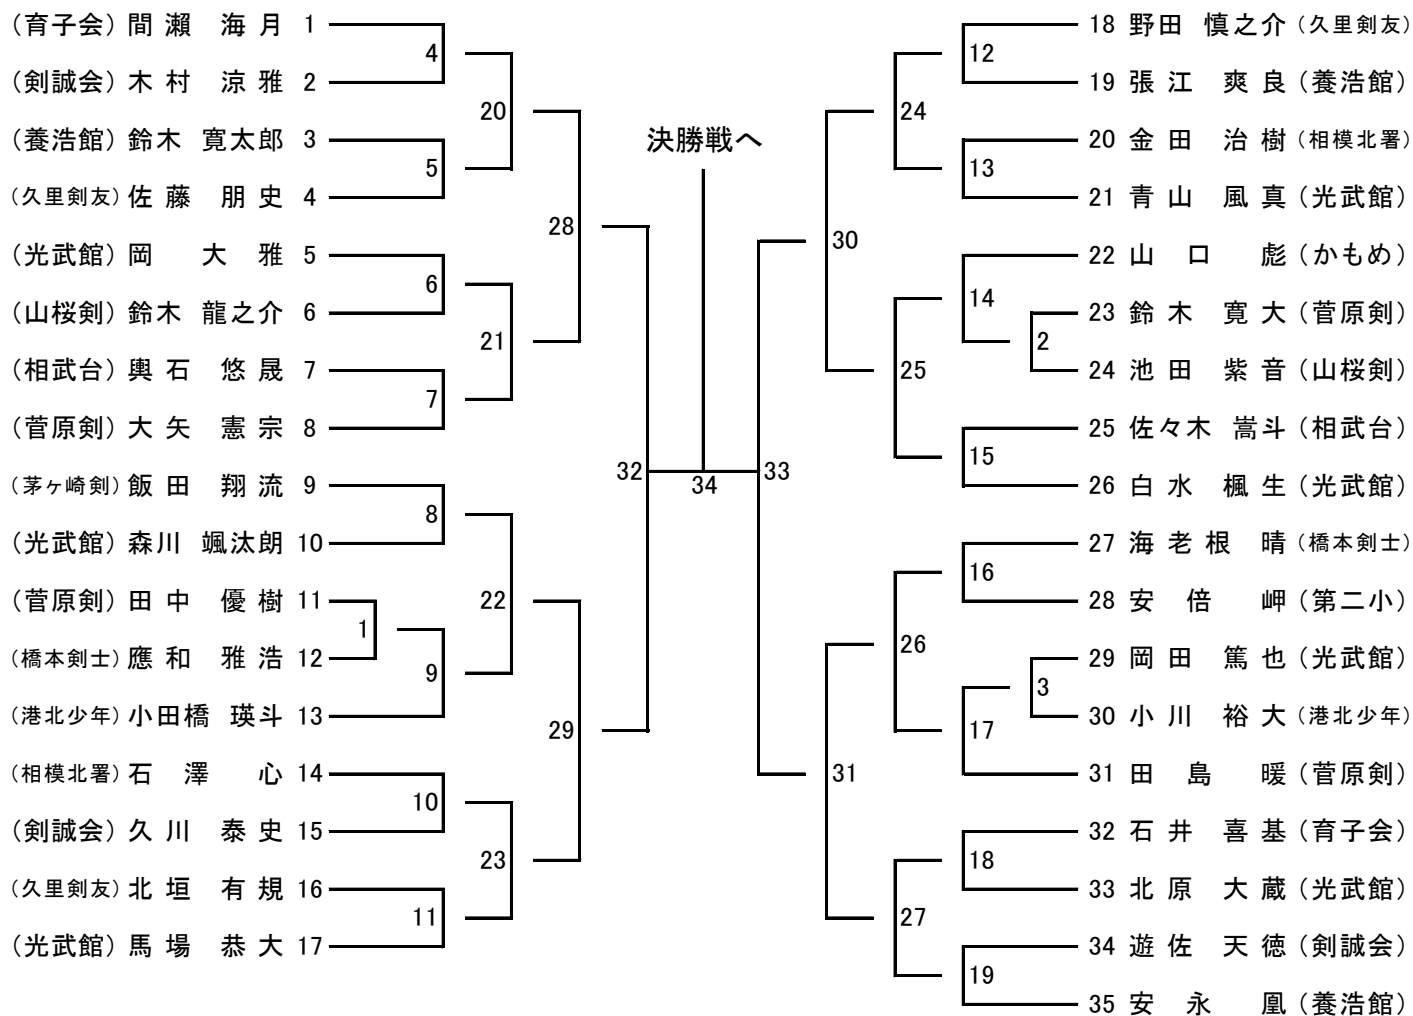 (育子会) 間瀬 海月 1
(剣誠会) 木村 涼雅 2
(養浩館) 鈴木 寛太郎 3
(久里剣友) 佐藤 朋史 4
(光武館) 岡 大雅 5
(山桜剣) 鈴木 龍之介 6
(相武台) 輿石 悠晟 7
(菅原剣) 大矢 憲宗 8
(茅ヶ崎剣) 飯田 翔流 9
(光武館) 森川 颯汰朗 10
(菅原剣) 田中 優樹 11
(橋本剣士) 應和 雅浩 12
(港北少年) 小田橋 瑛斗 13
(相模北署) 石澤 心 14
(剣誠会) 久川 泰史 15
(久里剣友) 北垣 有規 16
(光武館) 馬場 恭大 17
4
5
6
7
8
1
9
10
11
20
21
22
23
28
29
32
決勝戦へ
34
33
30
31
24
25
26
27
12
13
14
2
15
16
3
17
18
19
18 野田 慎之介 (久里剣友)
19 張江 爽良 (養浩館)
20 金田 治樹 (相模北署)
21 青山 風真 (光武館)
22 山口 彪 (かもめ)
23 鈴木 寛大 (菅原剣)
24 池田 紫音 (山桜剣)
25 佐々木 嵩斗 (相武台)
26 白水 楓生 (光武館)
27 海老根 晴 (橋本剣士)
28 安倍 岬 (第二小)
29 岡田 篤也 (光武館)
30 小川 裕大 (港北少年)
31 田島 暖 (菅原剣)
32 石井 喜基 (育子会)
33 北原 大蔵 (光武館)
34 遊佐 天徳 (剣誠会)
35 安永 凰 (養浩館)